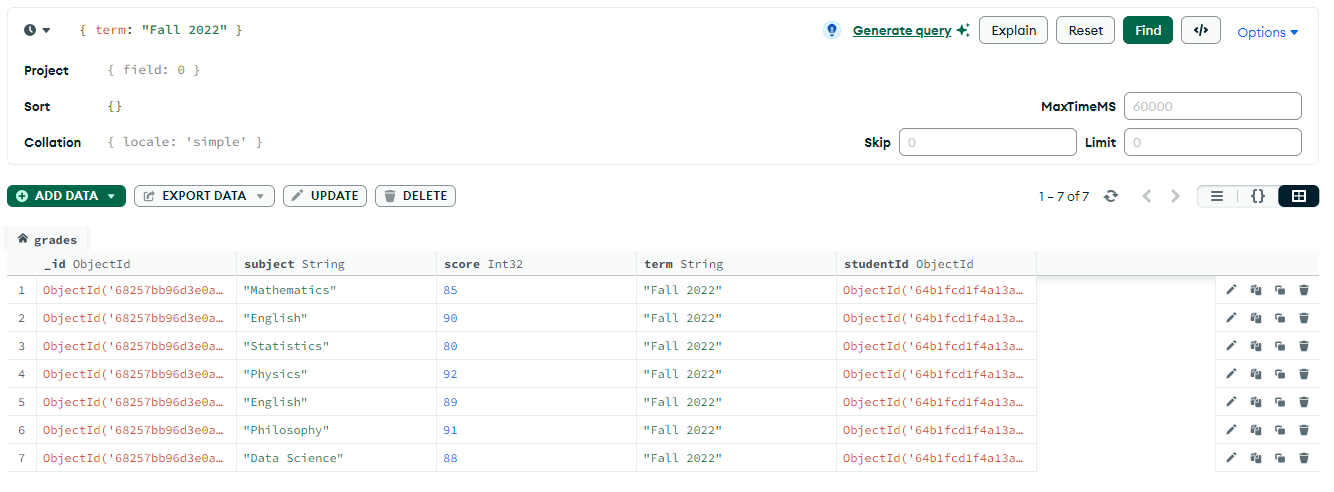 { term: "Fall 2022" } Generate query Explain Reset Find </> Options
Project { field: 0 }
Sort {} MaxTimeMS 60000
Collation { locale: 'simple' } Skip 0 Limit 0
ADD DATA EXPORT DATA UPDATE DELETE 1 – 7 of 7 {}
grades
_id ObjectId subject String score Int32 term String studentId ObjectId
1 ObjectId('68257bb96d3e0a… "Mathematics" 85 "Fall 2022" ObjectId('64b1fcd1f4a13a…
2 ObjectId('68257bb96d3e0a… "English" 90 "Fall 2022" ObjectId('64b1fcd1f4a13a…
3 ObjectId('68257bb96d3e0a… "Statistics" 80 "Fall 2022" ObjectId('64b1fcd1f4a13a…
4 ObjectId('68257bb96d3e0a… "Physics" 92 "Fall 2022" ObjectId('64b1fcd1f4a13a…
5 ObjectId('68257bb96d3e0a… "English" 89 "Fall 2022" ObjectId('64b1fcd1f4a13a…
6 ObjectId('68257bb96d3e0a… "Philosophy" 91 "Fall 2022" ObjectId('64b1fcd1f4a13a…
7 ObjectId('68257bb96d3e0a… "Data Science" 88 "Fall 2022" ObjectId('64b1fcd1f4a13a…